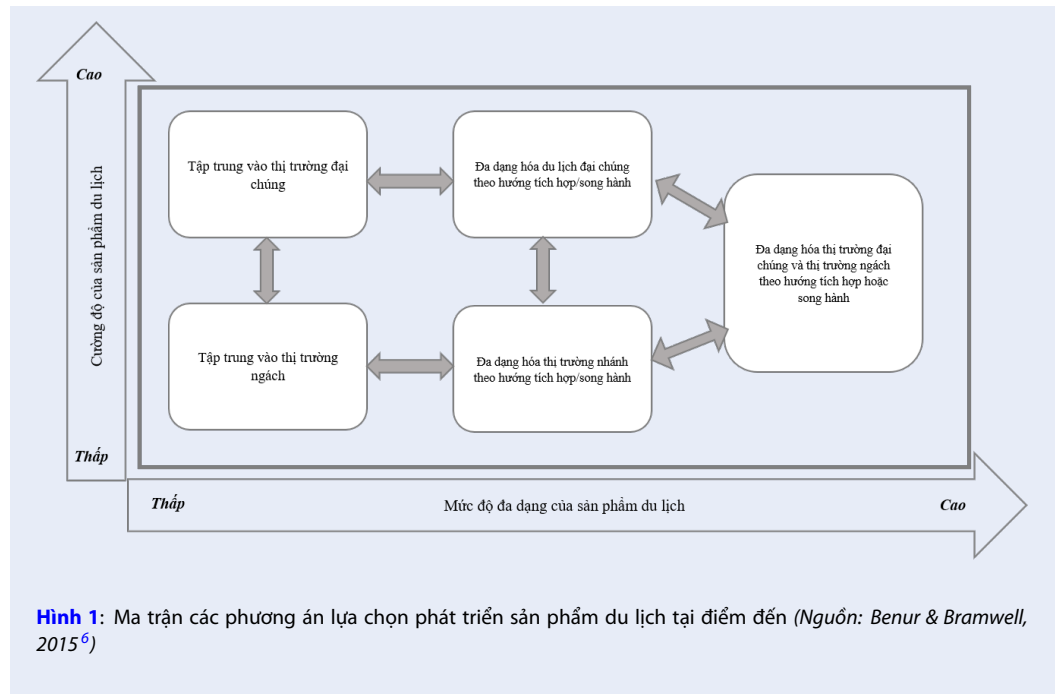 Cao
Cường độ của sản phẩm du lịch
Thấp
Tập trung vào thị trường đại
chúng
Đa dạng hóa du lịch đại chúng
theo hướng tích hợp/song hành
Đa dạng hóa thị trường đại
chúng và thị trường ngách
theo hướng tích hợp hoặc
song hành
Tập trung vào thị trường
ngách
Đa dạng hóa thị trường nhánh
theo hướng tích hợp/song hành
Thấp
Mức độ đa dạng của sản phẩm du lịch
Cao
Hình 1: Ma trận các phương án lựa chọn phát triển sản phẩm du lịch tại điểm đến (Nguồn: Benur & Bramwell,
2015 6)